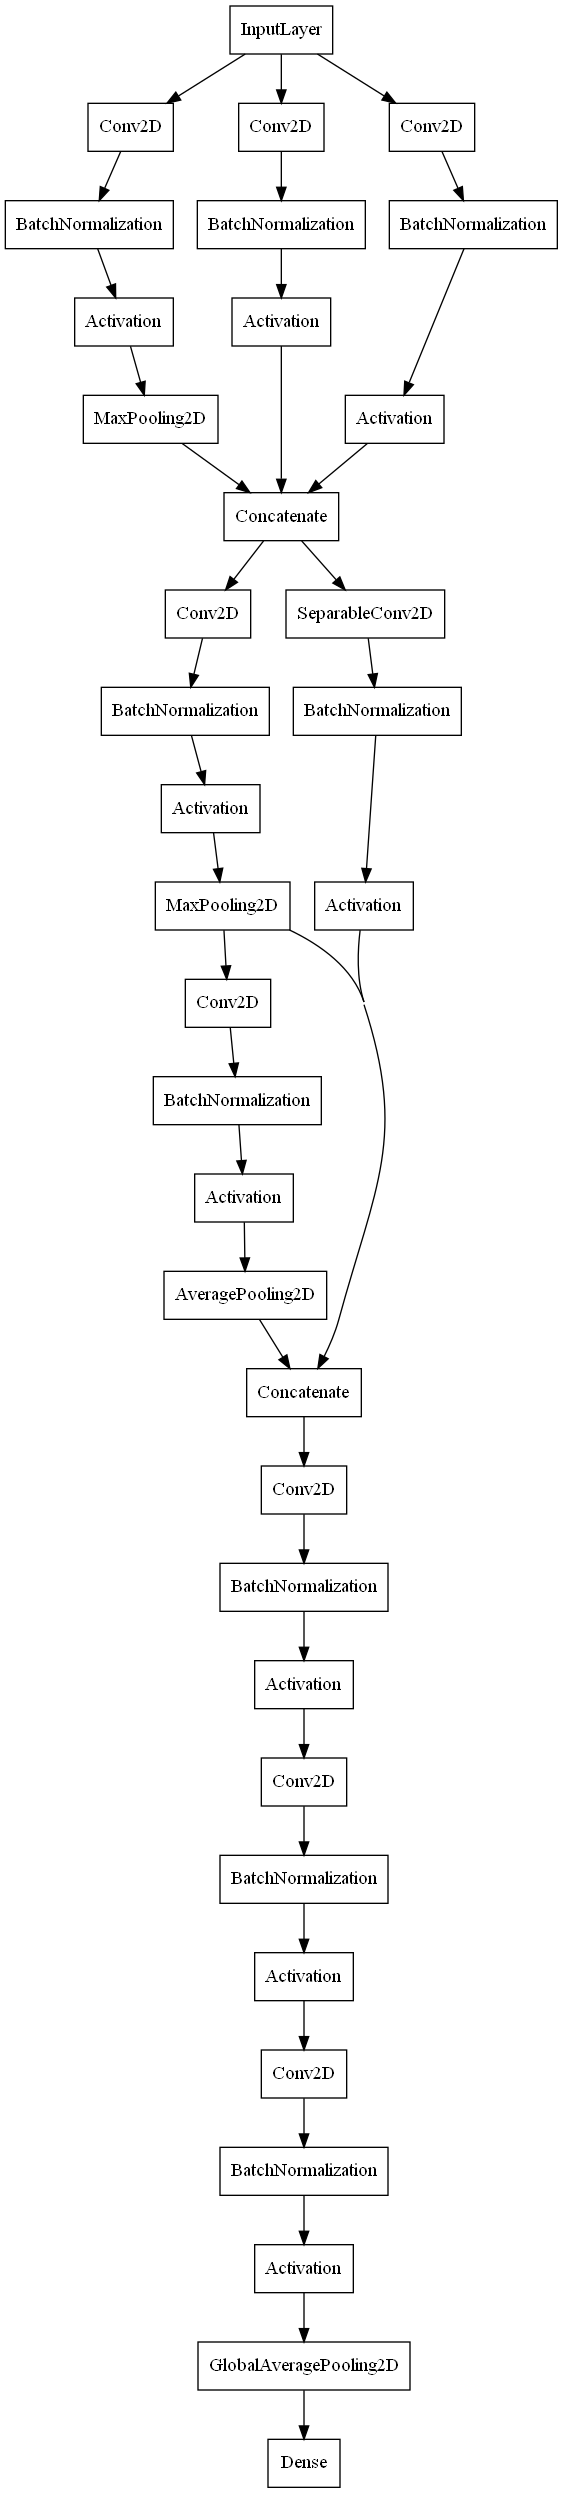 InputLayer
Conv2D
Conv2D
Conv2D
BatchNormalization
BatchNormalization
BatchNormalization
Activation
Activation
MaxPooling2D
Activation
Concatenate
Conv2D
SeparableConv2D
BatchNormalization
BatchNormalization
Activation
MaxPooling2D
Activation
Conv2D
BatchNormalization
Activation
AveragePooling2D
Concatenate
Conv2D
BatchNormalization
Activation
Conv2D
BatchNormalization
Activation
Conv2D
BatchNormalization
Activation
GlobalAveragePooling2D
Dense